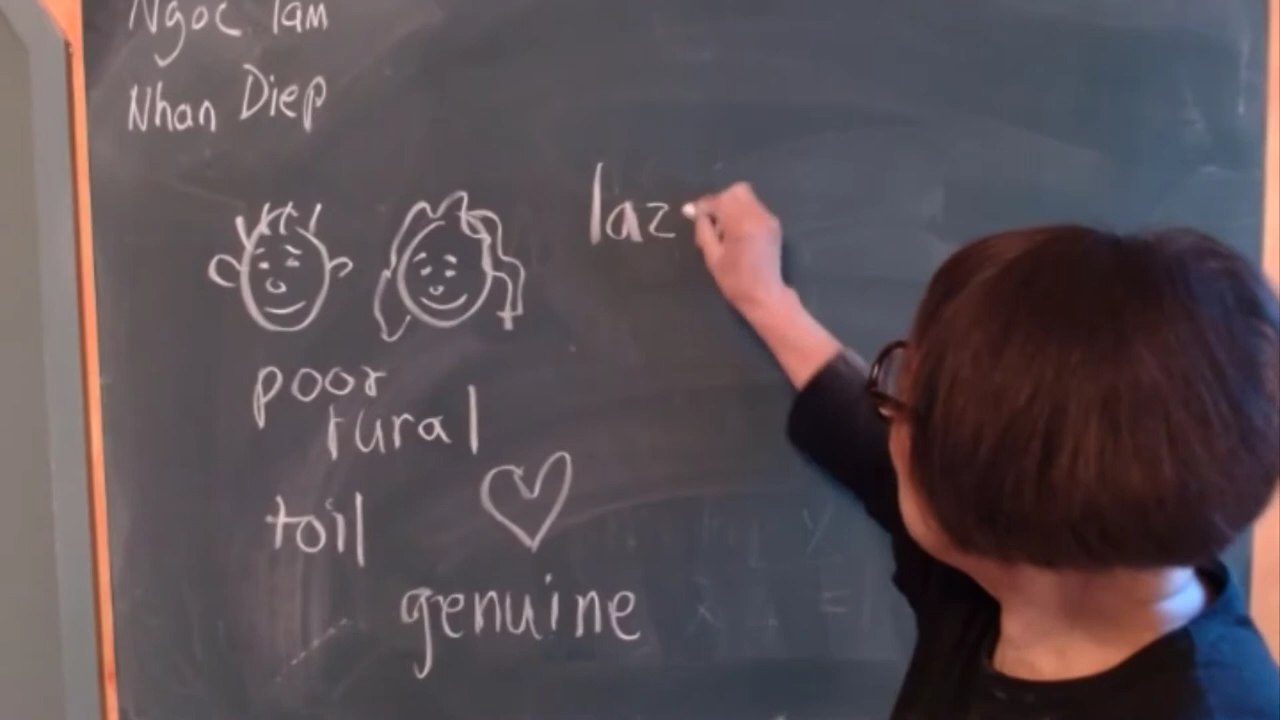 Ngoc Tam
Nhan Diep
laz
poor
rural
toil
genuine